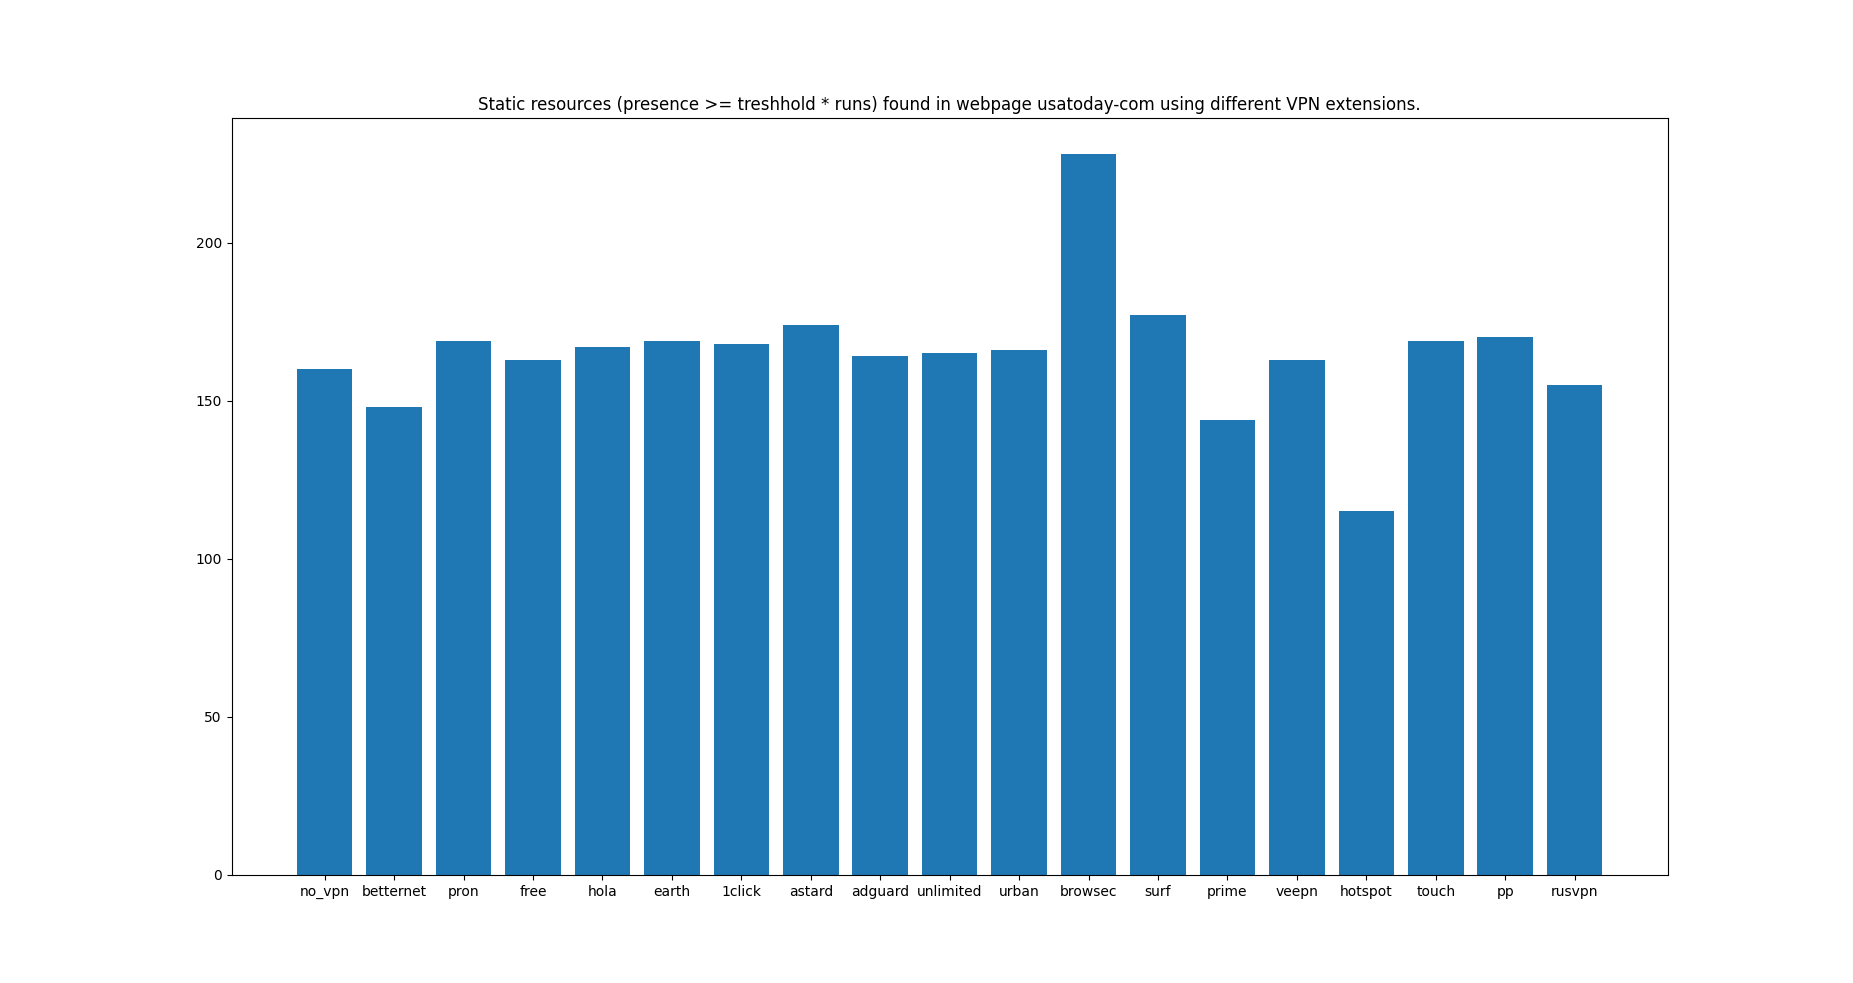 Static resources (presence >= treshhold * runs) found in webpage usatoday-com using different VPN extensions.
200
150
100
50
0
no_vpn betternet pron free hola earth 1click astard adguard unlimited urban browsec surf prime veepn hotspot touch pp rusvpn